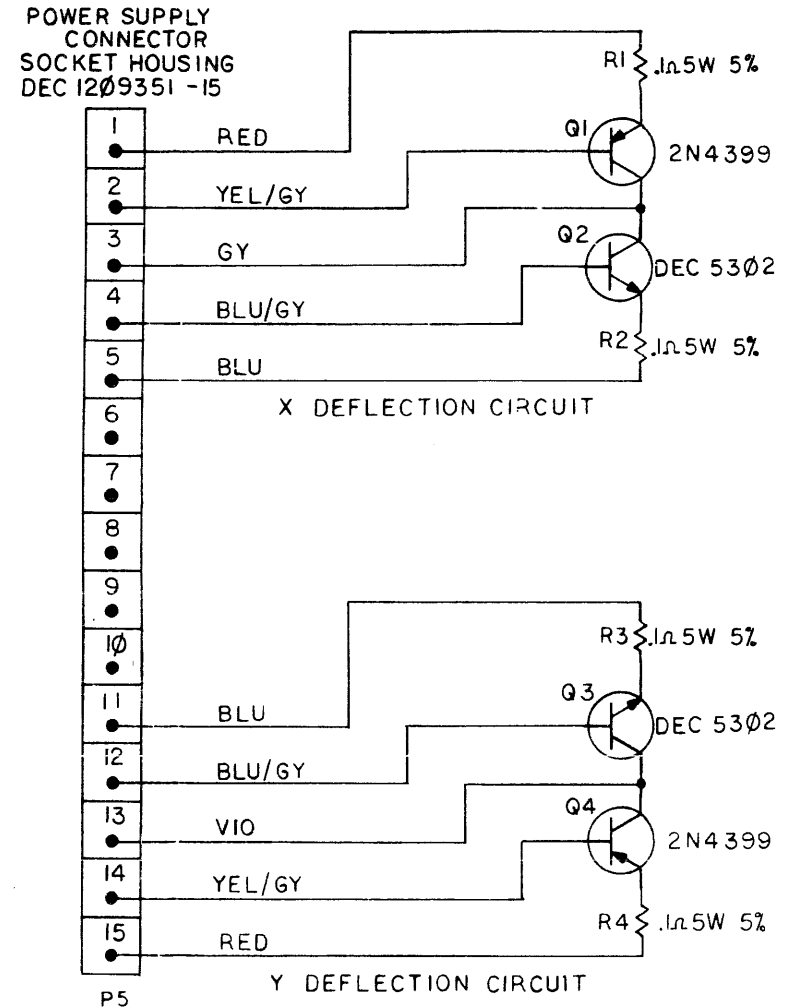 POWER SUPPLY
CONNECTOR
SOCKET HOUSING
DEC 12Ø9351 -15
1
RED
2
YEL/GY
3
GY
4
BLU/GY
5
BLU
6
7
8
9
1Ø
11
BLU
12
BLU/GY
13
VIO
14
YEL/GY
15
RED
P5
R1 .1Ω 5W 5%
Q1
2N4399
Q2
DEC 53Ø2
R2 .1Ω 5W 5%
X DEFLECTION CIRCUIT
R3 .1Ω 5W 5%
Q3
DEC 53Ø2
Q4
2N4399
R4 .1Ω 5W 5%
Y DEFLECTION CIRCUIT